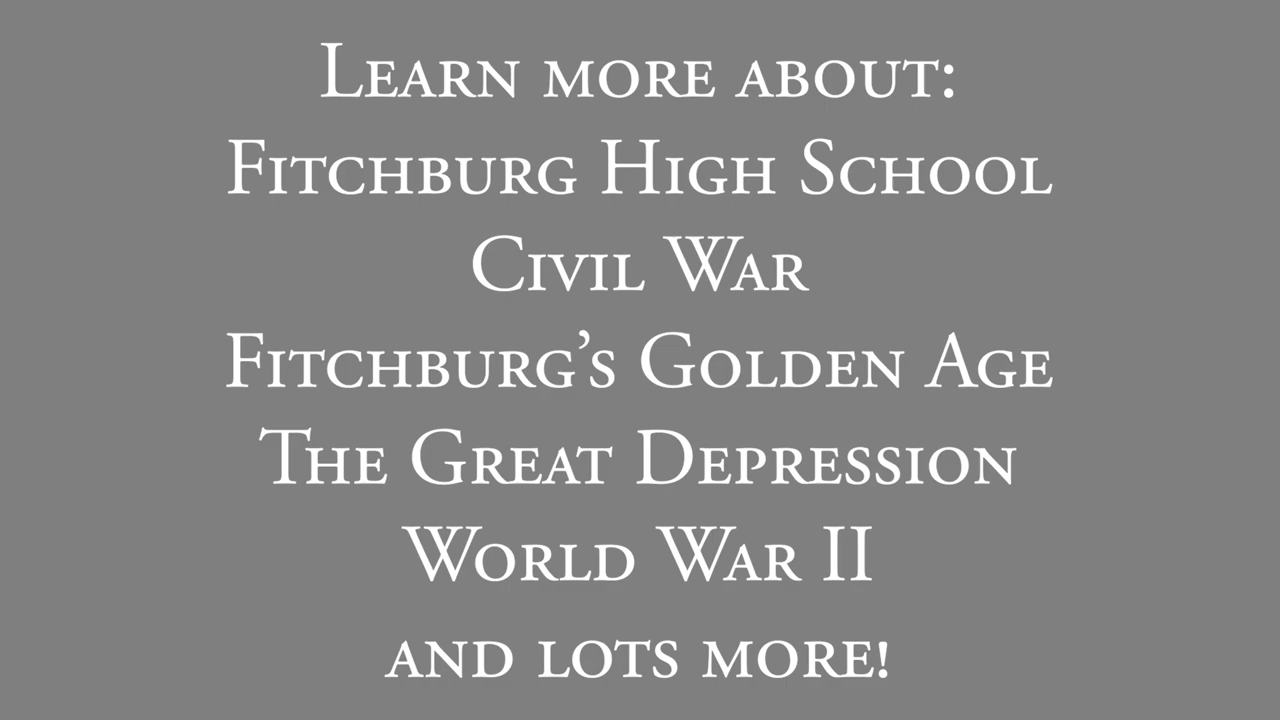 Learn more about:
Fitchburg High School
Civil War
Fitchburg’s Golden Age
The Great Depression
World War II
and lots more!